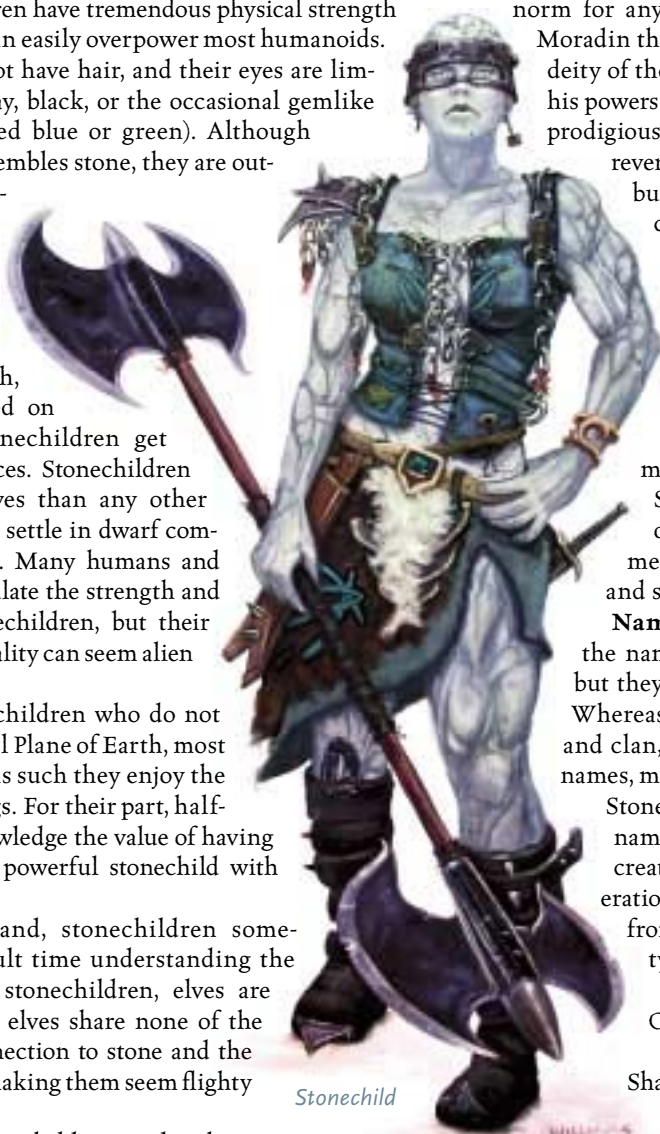 ren have tremendous physical strength
n easily overpower most humanoids.
ot have hair, and their eyes are lim-
y, black, or the occasional gemlike
ed blue or green). Although
embles stone, they are out-
-
h,
d on
nechildren get
ces. Stonechildren
ves than any other
settle in dwarf com-
. Many humans and
late the strength and
echildren, but their
ality can seem alien
children who do not
l Plane of Earth, most
s such they enjoy the
gs. For their part, half-
wledge the value of having
powerful stonechild with
and, stonechildren some-
ult time understanding the
stonechildren, elves are
elves share none of the
nection to stone and the
making them seem flighty
Stonechild
norm for any
Moradin th
deity of the
his powers
prodigious
rever
bu
m
S
me
and s
Nam
the nam
but they
Whereas
and clan,
names, m
Stone
nam
creat
eratio
fro
ty
Sha